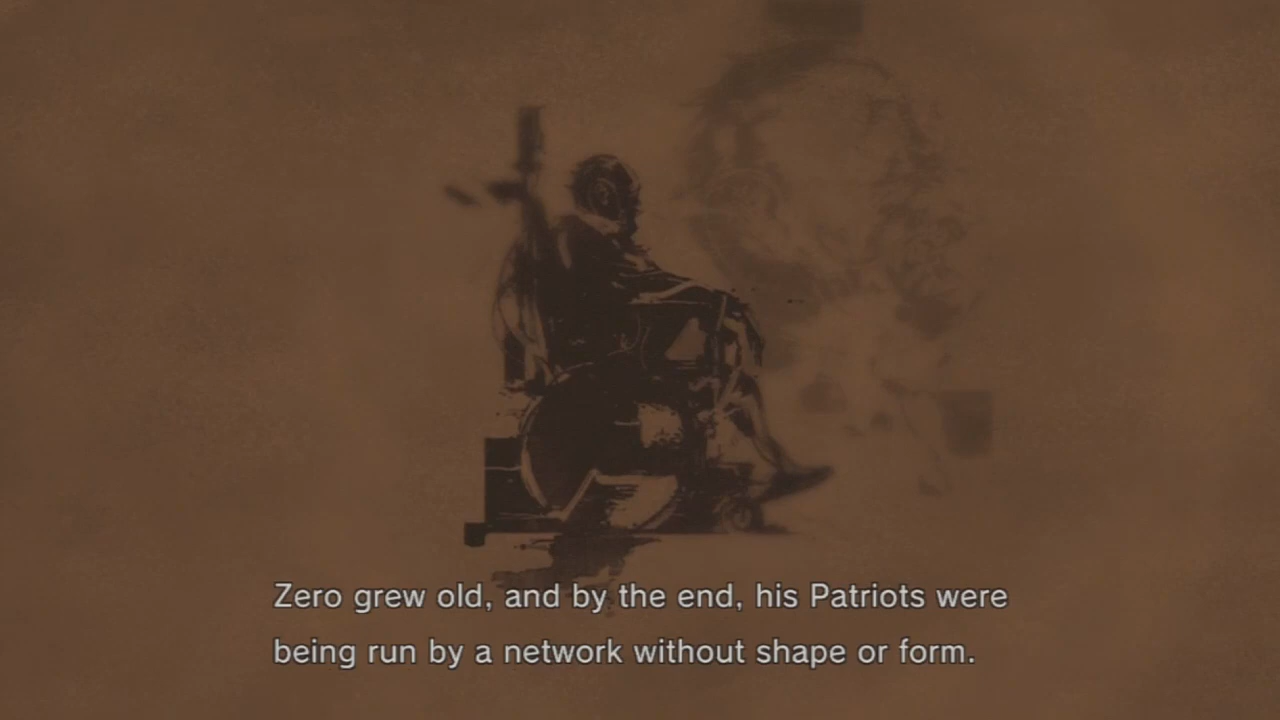 Zero grew old, and by the end, his Patriots were
being run by a network without shape or form.